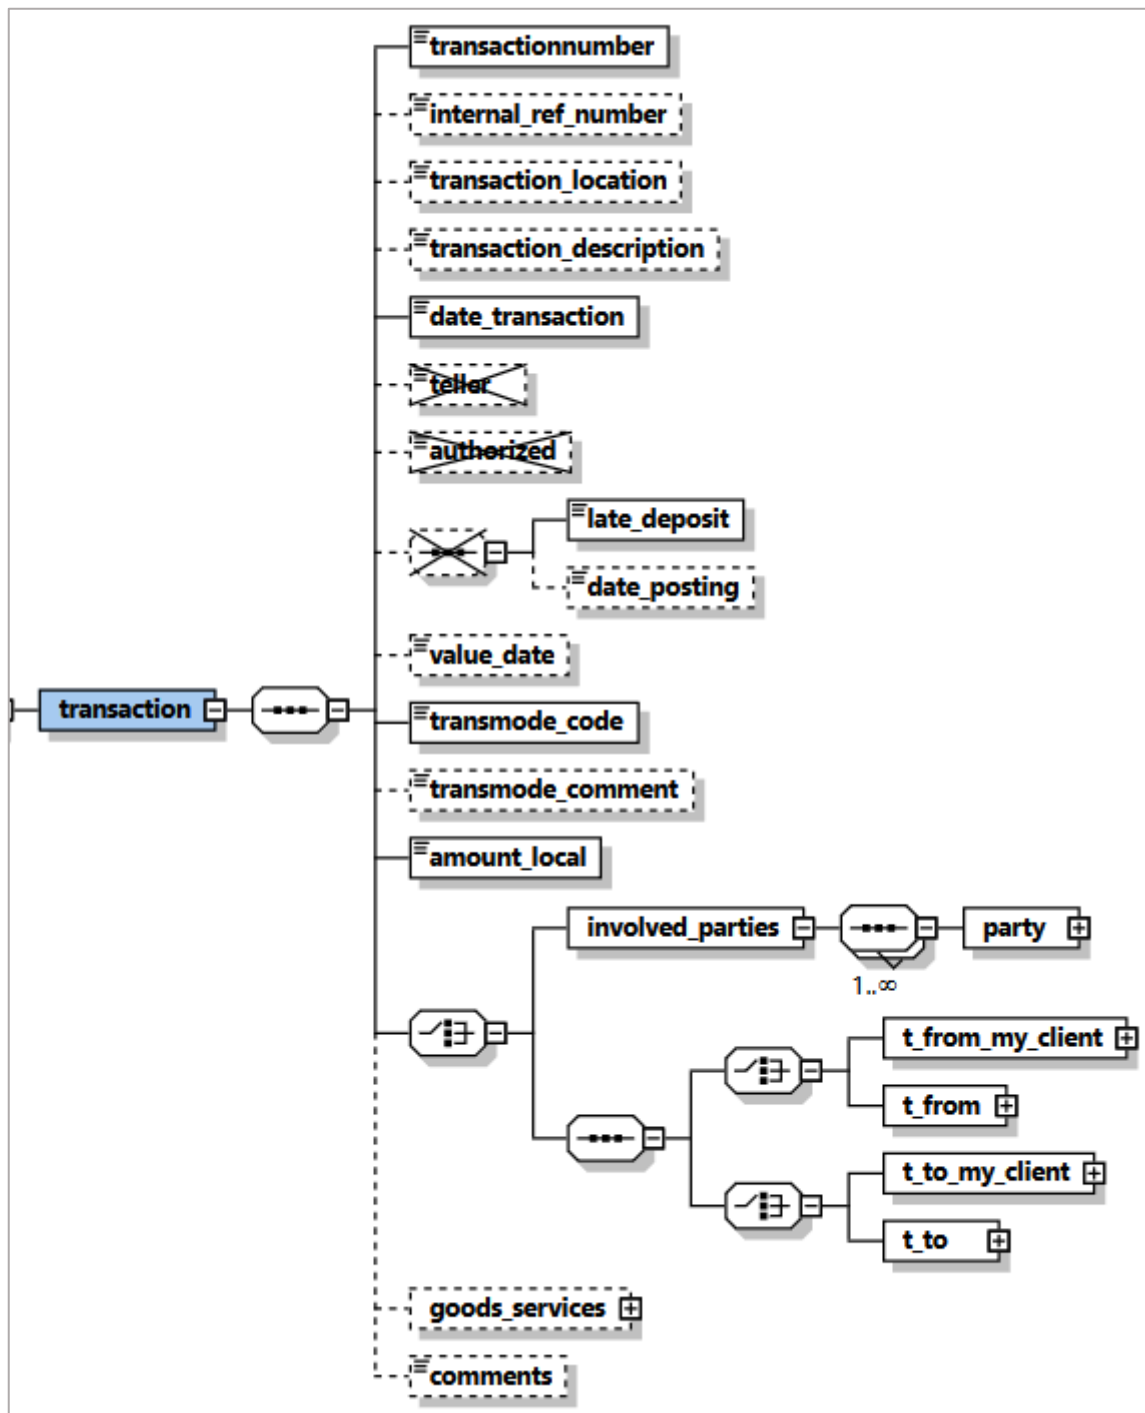 transactionnumber
internal_ref_number
transaction_location
transaction_description
date_transaction
teller
authorized
late_deposit
date_posting
value_date
transaction
transmode_code
transmode_comment
amount_local
involved_parties
party
1..∞
t_from_my_client
t_from
t_to_my_client
t_to
goods_services
comments